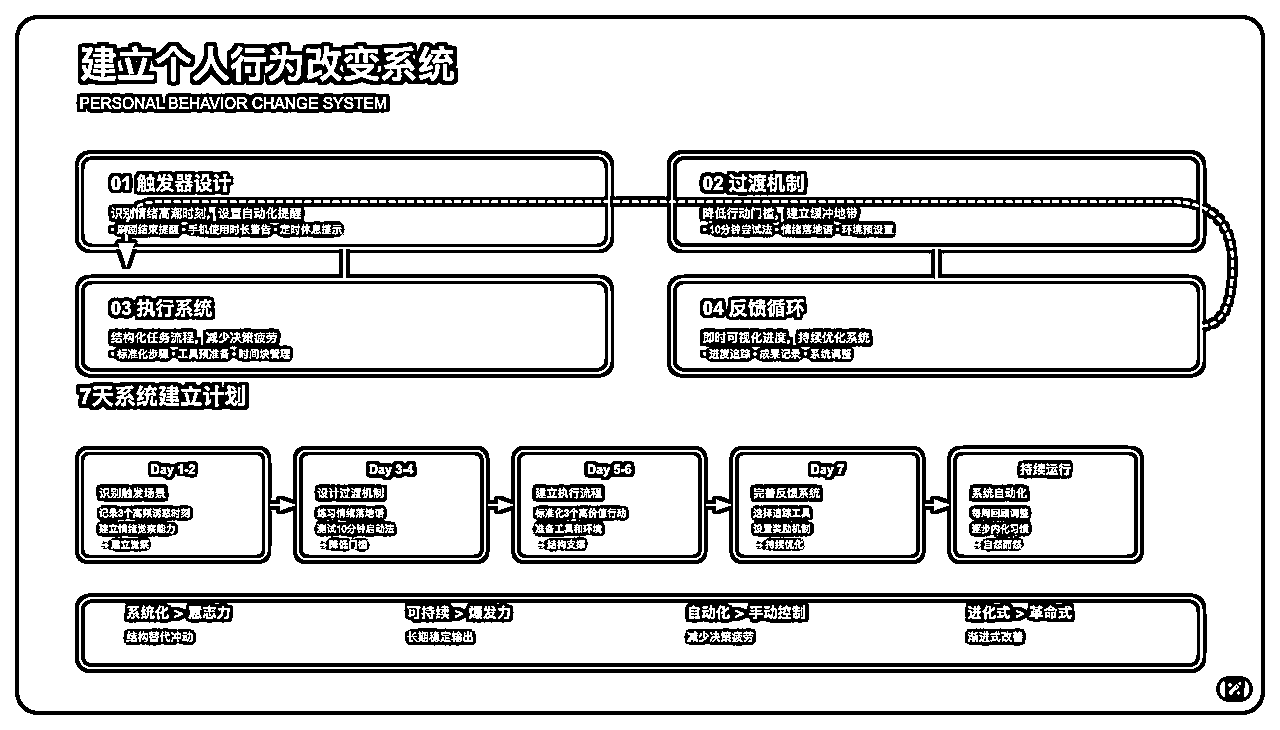 建立个人行为改变系统
PERSONAL BEHAVIOR CHANGE SYSTEM
01 触发器设计
识别情绪高潮时刻，设置自动化提醒
• 刷圈结束提醒 • 手机使用时长警告 • 定时休息提示
02 过渡机制
降低行动门槛，建立缓冲地带
• 10分钟尝试法 • 情绪落地语 • 环境预设置
03 执行系统
结构化任务流程，减少决策疲劳
• 标准化步骤 • 工具预准备 • 时间块管理
04 反馈循环
即时可视化进度，持续优化系统
• 进度追踪 • 成果记录 • 系统调整
7天系统建立计划
Day 1-2
识别触发场景
记录3个高频诱惑时刻
建立情绪觉察能力
Day 3-4
设计过渡机制
练习情绪落地语
测试10分钟启动法
降低门槛
Day 5-6
建立执行流程
标准化3个高价值行动
准备工具和环境
结构支撑
Day 7
完善反馈系统
选择追踪工具
设置奖励机制
持续优化
持续运行
系统自动化
每周回顾调整
逐步内化习惯
自然而然
系统化 > 意志力
结构替代冲动
可持续 > 爆发力
长期稳定输出
自动化 > 手动控制
减少决策疲劳
进化式 > 革命式
渐进式改善